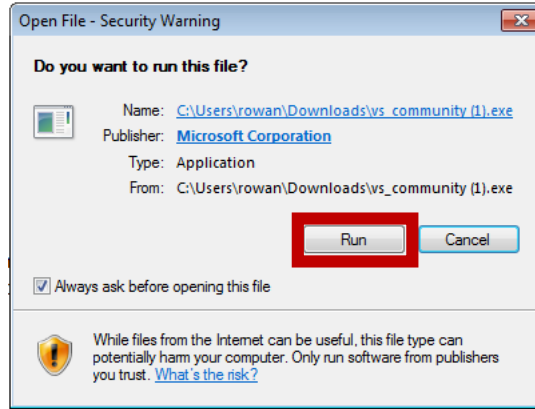 Open File - Security Warning
Do you want to run this file?
Name: C:\Users\rowan\Downloads\vs_community (1).exe
Publisher: Microsoft Corporation
Type: Application
From: C:\Users\rowan\Downloads\vs_community (1).exe
Run Cancel
Always ask before opening this file
While files from the Internet can be useful, this file type can
potentially harm your computer. Only run software from publishers
you trust. What's the risk?